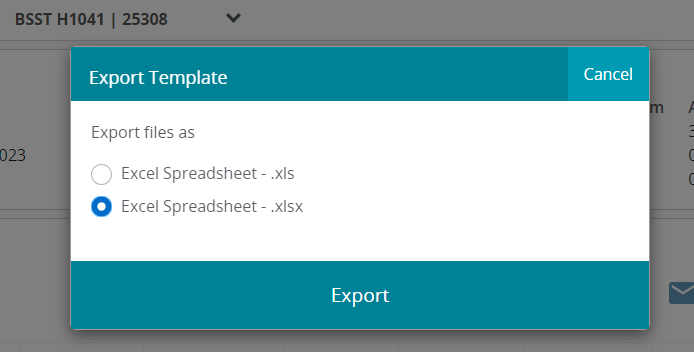 BSST H1041 | 25308
Export Template
Cancel
Export files as
Excel Spreadsheet - .xls
Excel Spreadsheet - .xlsx
Export
023
m